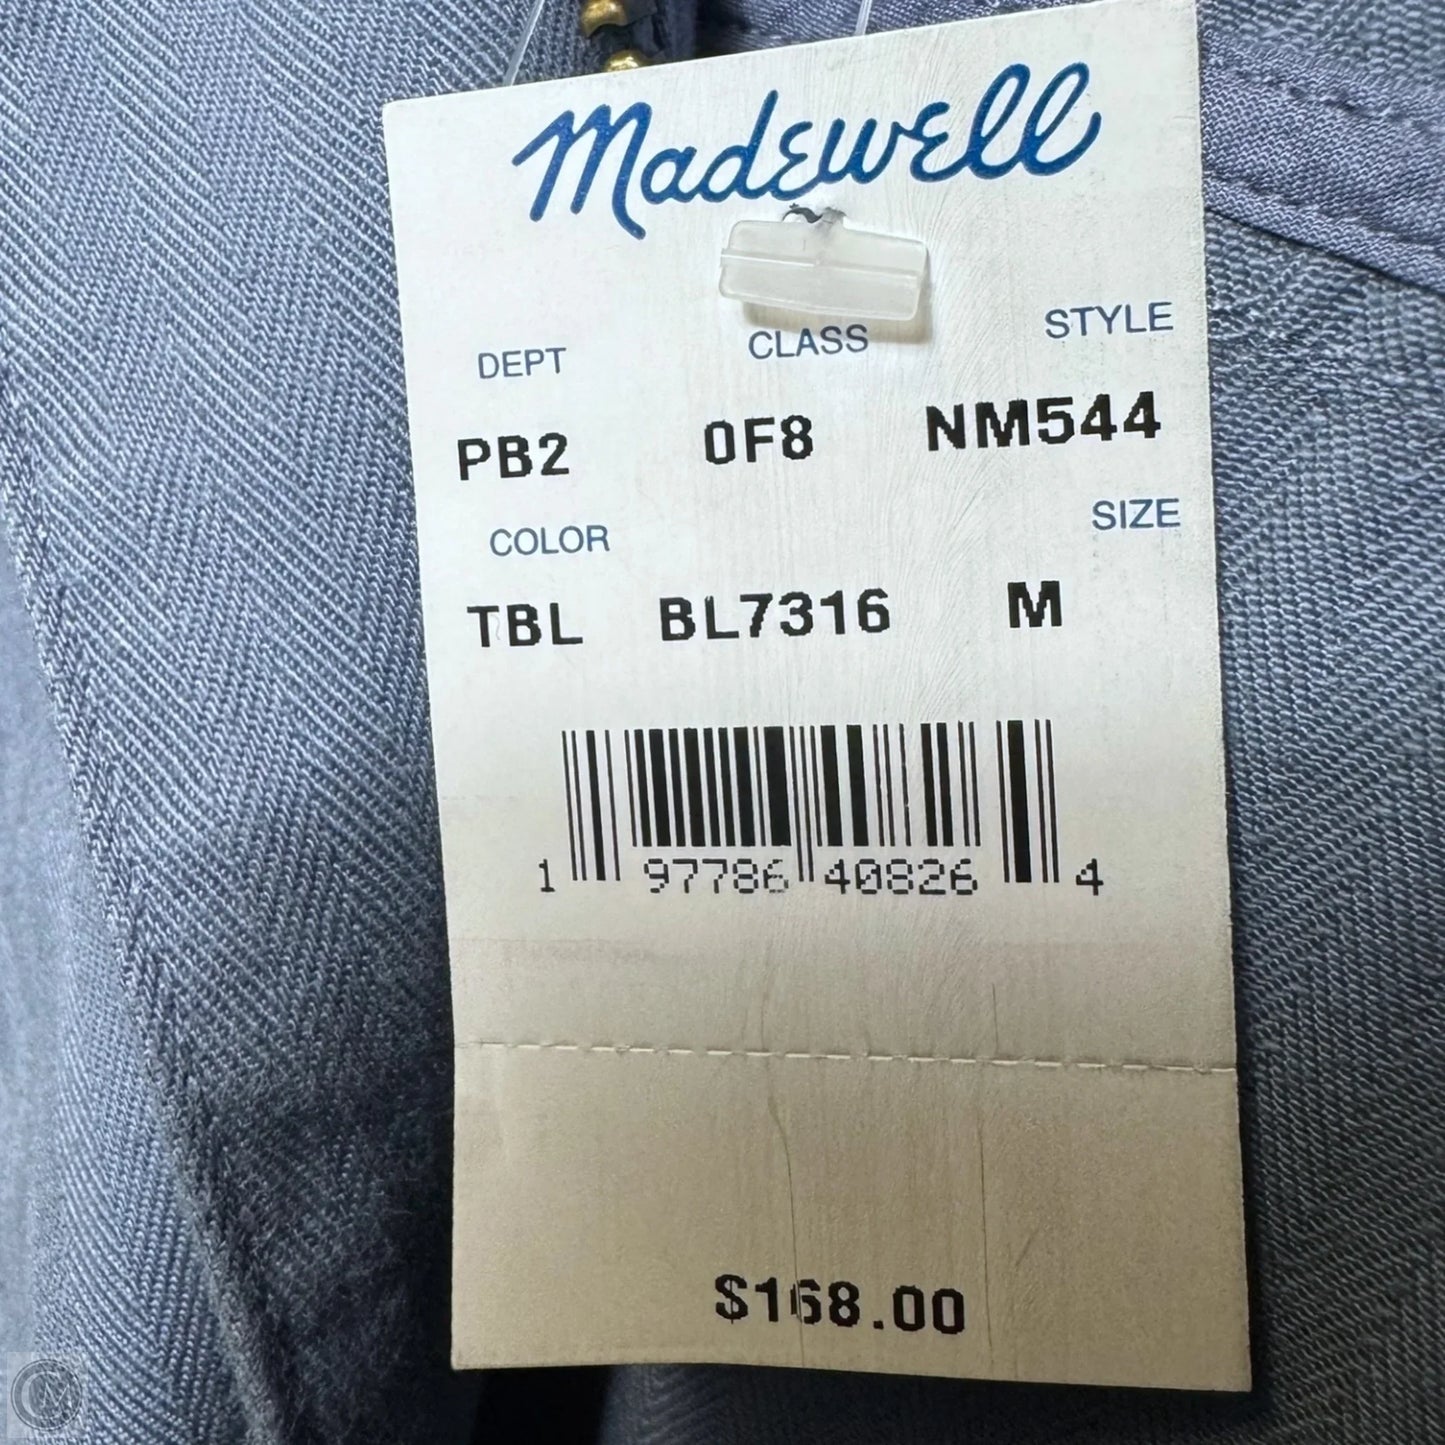 Madewell
DEPT CLASS STYLE
PB2 0F8 NM544
COLOR SIZE
TBL BL7316 M
1 97786 40826 4
$168.00